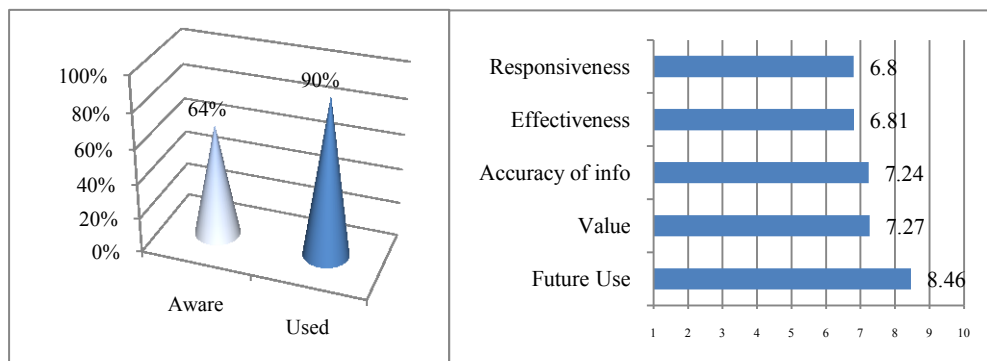 100%
80%
60%
40%
20%
0%
64%
90%
Aware
Used
Responsiveness
6.8
Effectiveness
6.81
Accuracy of info
7.24
Value
7.27
Future Use
8.46
1 2 3 4 5 6 7 8 9 10